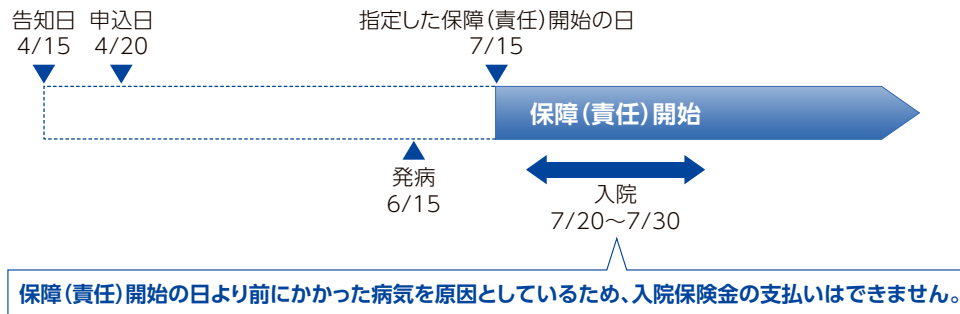 告知日 申込日 指定した保障(責任)開始の日
4/15 4/20 7/15
保障(責任)開始
発病
6/15
入院
7/20~7/30
保障(責任)開始の日より前にかかった病気を原因としているため、入院保険金の支払いはできません。